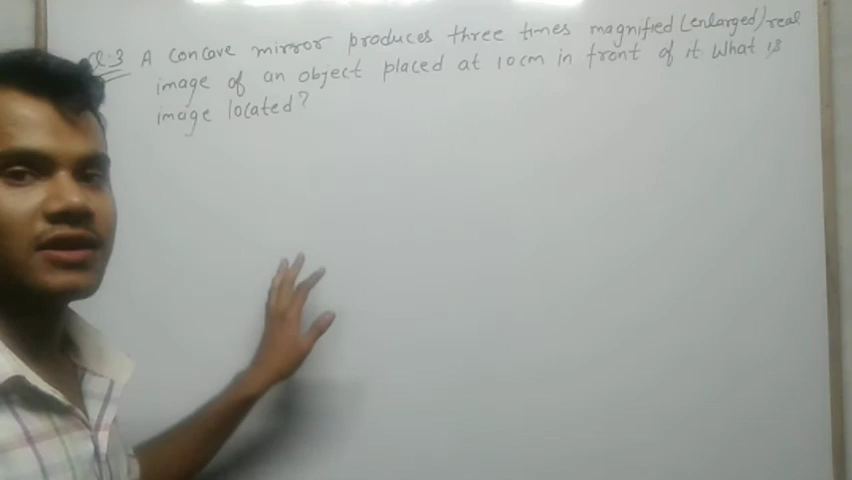 Q.3 A concave mirror produces three times magnified (enlarged) real
image of an object placed at 10cm in front of it What is
image located?